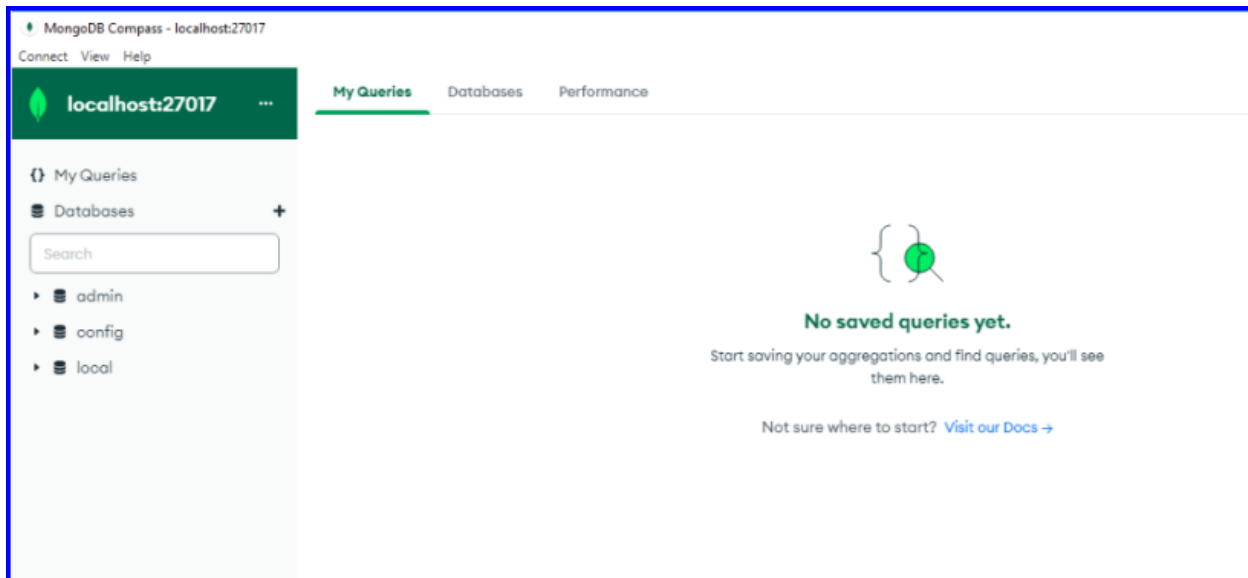 MongoDB Compass - localhost:27017
Connect View Help
localhost:27017 ...
My Queries Databases Performance
{} My Queries
Databases +
Search
admin
config
local
No saved queries yet.
Start saving your aggregations and find queries, you'll see
them here.
Not sure where to start? Visit our Docs →